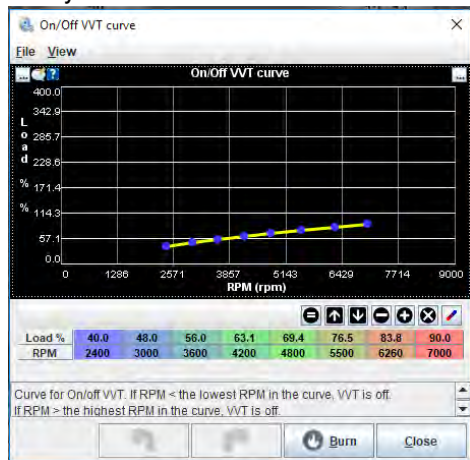 On/Off VVT curve
File View
On/Off VVT curve
Load % %
400.0
342.9
285.7
228.6
171.4
114.3
57.1
0.0
0 1286 2571 3857 5143 6429 7714 9000
RPM (rpm)
Load % 40.0 48.0 56.0 63.1 69.4 76.5 83.8 90.0
RPM 2400 3000 3600 4200 4800 5500 6260 7000
Curve for On/off VVT. If RPM < the lowest RPM in the curve, VVT is off.
If RPM > the highest RPM in the curve, VVT is off.
Burn Close